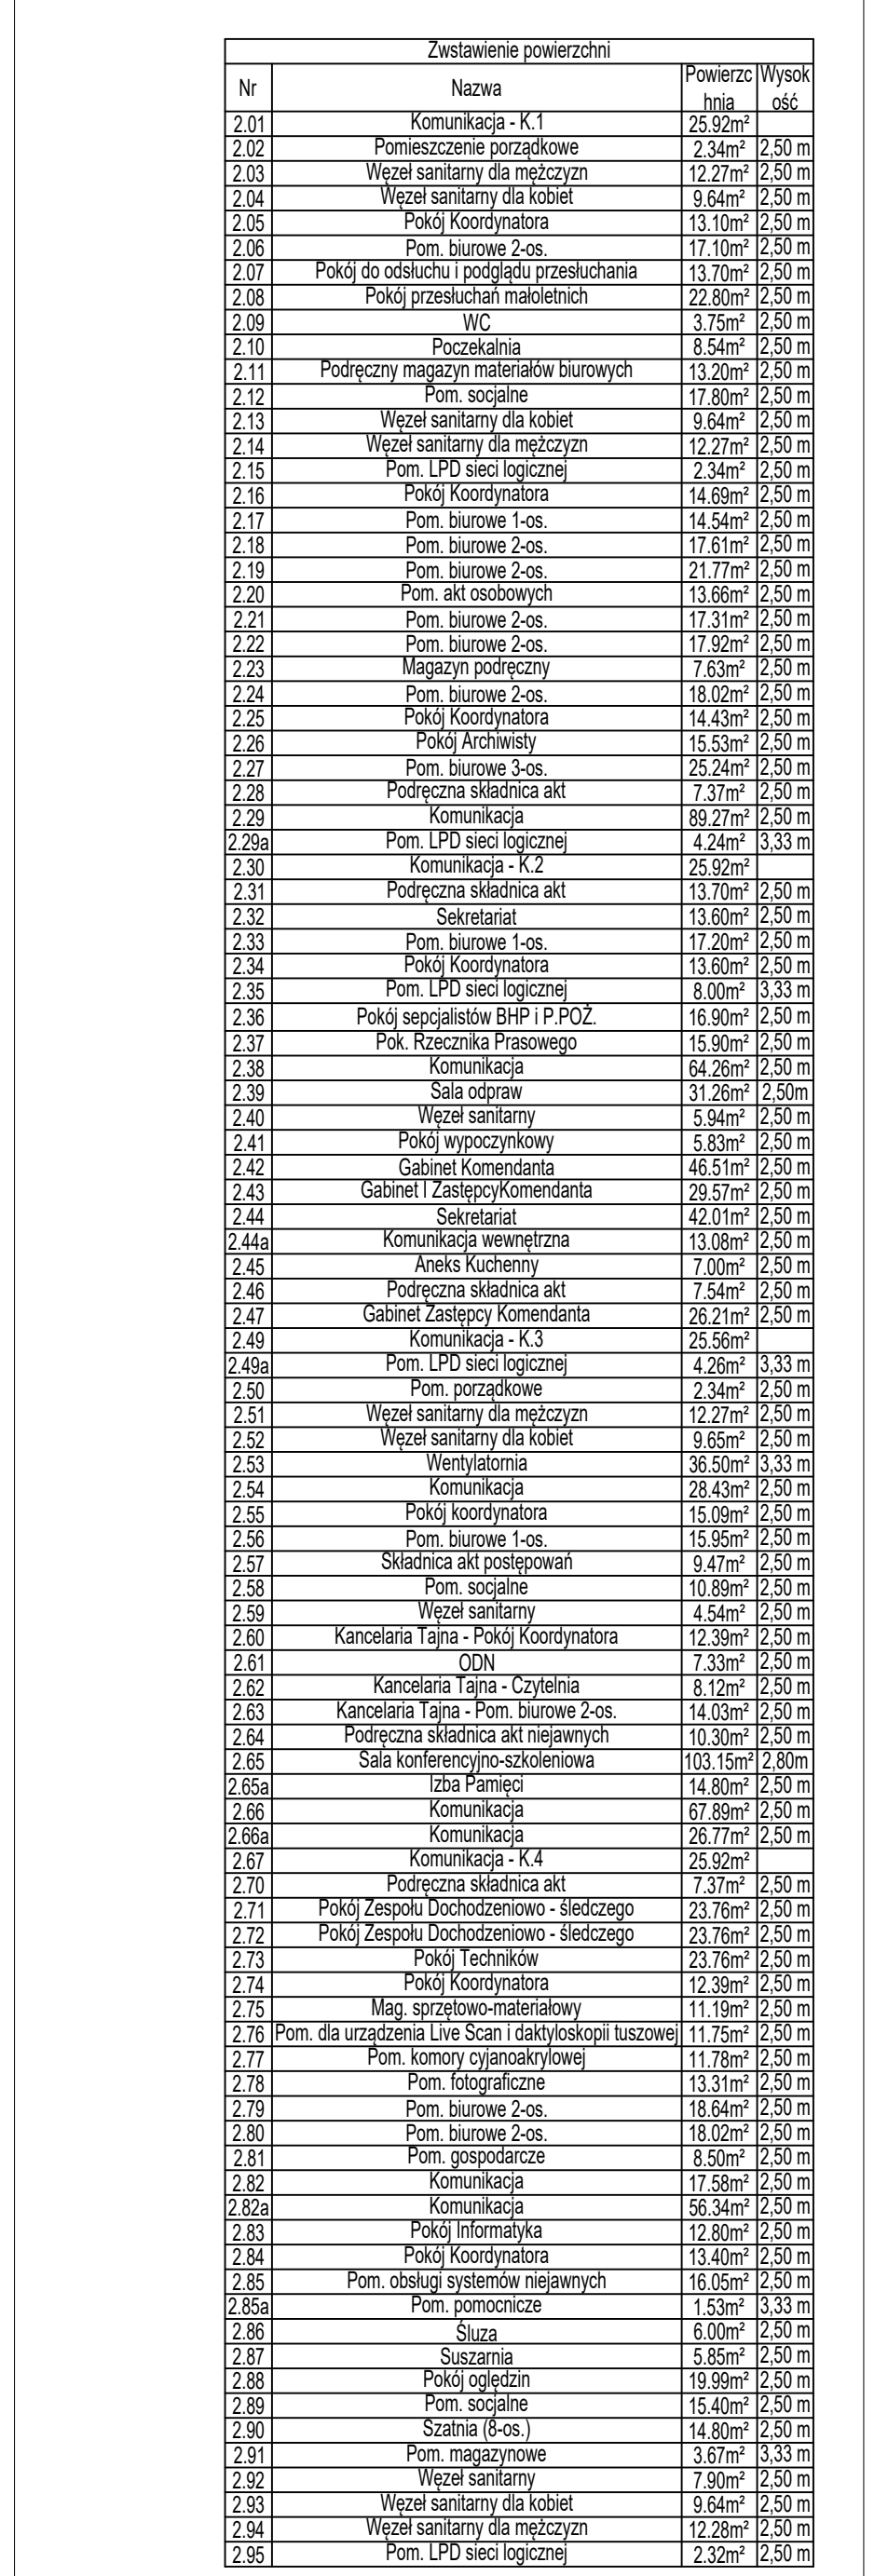 Zwstawienie powierzchni
Nr Nazwa Powierzc Wysok
hnia ość
2.01 Komunikacja - K.1 25.92m²
2.02 Pomieszczenie porządkowe 2.34m² 2,50 m
2.03 Węzeł sanitarny dla mężczyzn 12.27m² 2,50 m
2.04 Węzeł sanitarny dla kobiet 9.64m² 2,50 m
2.05 Pokój Koordynatora 13.10m² 2,50 m
2.06 Pom. biurowe 2-os. 17.10m² 2,50 m
2.07 Pokój do odsłuchu i podglądu przesłuchania 13.70m² 2,50 m
2.08 Pokój przesłuchań małoletnich 22.80m² 2,50 m
2.09 WC 3.75m² 2,50 m
2.10 Poczekalnia 8.54m² 2,50 m
2.11 Podręczny magazyn materiałów biurowych 13.20m² 2,50 m
2.12 Pom. socjalne 17.80m² 2,50 m
2.13 Węzeł sanitarny dla kobiet 9.64m² 2,50 m
2.14 Węzeł sanitarny dla mężczyzn 12.27m² 2,50 m
2.15 Pom. LPD sieci logicznej 2.34m² 2,50 m
2.16 Pokój Koordynatora 14.69m² 2,50 m
2.17 Pom. biurowe 1-os. 14.54m² 2,50 m
2.18 Pom. biurowe 2-os. 17.61m² 2,50 m
2.19 Pom. biurowe 2-os. 21.77m² 2,50 m
2.20 Pom. akt osobowych 13.66m² 2,50 m
2.21 Pom. biurowe 2-os. 17.31m² 2,50 m
2.22 Pom. biurowe 2-os. 17.92m² 2,50 m
2.23 Magazyn podręczny 7.63m² 2,50 m
2.24 Pom. biurowe 2-os. 18.02m² 2,50 m
2.25 Pokój Koordynatora 14.43m² 2,50 m
2.26 Pokój Archiwisty 15.53m² 2,50 m
2.27 Pom. biurowe 3-os. 25.24m² 2,50 m
2.28 Podręczna składnica akt 7.37m² 2,50 m
2.29 Komunikacja 89.27m² 2,50 m
2.29a Pom. LPD sieci logicznej 4.24m² 3,33 m
2.30 Komunikacja - K.2 25.92m²
2.31 Podręczna składnica akt 13.70m² 2,50 m
2.32 Sekretariat 13.60m² 2,50 m
2.33 Pom. biurowe 1-os. 17.20m² 2,50 m
2.34 Pokój Koordynatora 13.60m² 2,50 m
2.35 Pom. LPD sieci logicznej 8.00m² 3,33 m
2.36 Pokój sepcjalistów BHP i P.POŻ. 16.90m² 2,50 m
2.37 Pok. Rzecznika Prasowego 15.90m² 2,50 m
2.38 Komunikacja 64.26m² 2,50 m
2.39 Sala odpraw 31.26m² 2,50m
2.40 Węzeł sanitarny 5.94m² 2,50 m
2.41 Pokój wypoczynkowy 5.83m² 2,50 m
2.42 Gabinet Komendanta 46.51m² 2,50 m
2.43 Gabinet I ZastępcyKomendanta 29.57m² 2,50 m
2.44 Sekretariat 42.01m² 2,50 m
2.44a Komunikacja wewnętrzna 13.08m² 2,50 m
2.45 Aneks Kuchenny 7.00m² 2,50 m
2.46 Podręczna składnica akt 7.54m² 2,50 m
2.47 Gabinet Zastępcy Komendanta 26.21m² 2,50 m
2.49 Komunikacja - K.3 25.56m²
2.49a Pom. LPD sieci logicznej 4.26m² 3,33 m
2.50 Pom. porządkowe 2.34m² 2,50 m
2.51 Węzeł sanitarny dla mężczyzn 12.27m² 2,50 m
2.52 Węzeł sanitarny dla kobiet 9.65m² 2,50 m
2.53 Wentylatornia 36.50m² 3,33 m
2.54 Komunikacja 28.43m² 2,50 m
2.55 Pokój koordynatora 15.09m² 2,50 m
2.56 Pom. biurowe 1-os. 15.95m² 2,50 m
2.57 Składnica akt postępowań 9.47m² 2,50 m
2.58 Pom. socjalne 10.89m² 2,50 m
2.59 Węzeł sanitarny 4.54m² 2,50 m
2.60 Kancelaria Tajna - Pokój Koordynatora 12.39m² 2,50 m
2.61 ODN 7.33m² 2,50 m
2.62 Kancelaria Tajna - Czytelnia 8.12m² 2,50 m
2.63 Kancelaria Tajna - Pom. biurowe 2-os. 14.03m² 2,50 m
2.64 Podręczna składnica akt niejawnych 10.30m² 2,50 m
2.65 Sala konferencyjno-szkoleniowa 103.15m² 2,80m
2.65a Izba Pamięci 14.80m² 2,50 m
2.66 Komunikacja 67.89m² 2,50 m
2.66a Komunikacja 26.77m² 2,50 m
2.67 Komunikacja - K.4 25.92m²
2.70 Podręczna składnica akt 7.37m² 2,50 m
2.71 Pokój Zespołu Dochodzeniowo - śledczego 23.76m² 2,50 m
2.72 Pokój Zespołu Dochodzeniowo - śledczego 23.76m² 2,50 m
2.73 Pokój Techników 23.76m² 2,50 m
2.74 Pokój Koordynatora 12.39m² 2,50 m
2.75 Mag. sprzętowo-materiałowy 11.19m² 2,50 m
2.76 Pom. dla urządzenia Live Scan i daktyloskopii tuszowej 11.75m² 2,50 m
2.77 Pom. komory cyjanoakrylowej 11.78m² 2,50 m
2.78 Pom. fotograficzne 13.31m² 2,50 m
2.79 Pom. biurowe 2-os. 18.64m² 2,50 m
2.80 Pom. biurowe 2-os. 18.02m² 2,50 m
2.81 Pom. gospodarcze 8.50m² 2,50 m
2.82 Komunikacja 17.58m² 2,50 m
2.82a Komunikacja 56.34m² 2,50 m
2.83 Pokój Informatyka 12.80m² 2,50 m
2.84 Pokój Koordynatora 13.40m² 2,50 m
2.85 Pom. obsługi systemów niejawnych 16.05m² 2,50 m
2.85a Pom. pomocnicze 1.53m² 3,33 m
2.86 Śluza 6.00m² 2,50 m
2.87 Suszarnia 5.85m² 2,50 m
2.88 Pokój oględzin 19.99m² 2,50 m
2.89 Pom. socjalne 15.40m² 2,50 m
2.90 Szatnia (8-os.) 14.80m² 2,50 m
2.91 Pom. magazynowe 3.67m² 3,33 m
2.92 Węzeł sanitarny 7.90m² 2,50 m
2.93 Węzeł sanitarny dla kobiet 9.64m² 2,50 m
2.94 Węzeł sanitarny dla mężczyzn 12.28m² 2,50 m
2.95 Pom. LPD sieci logicznej 2.32m² 2,50 m